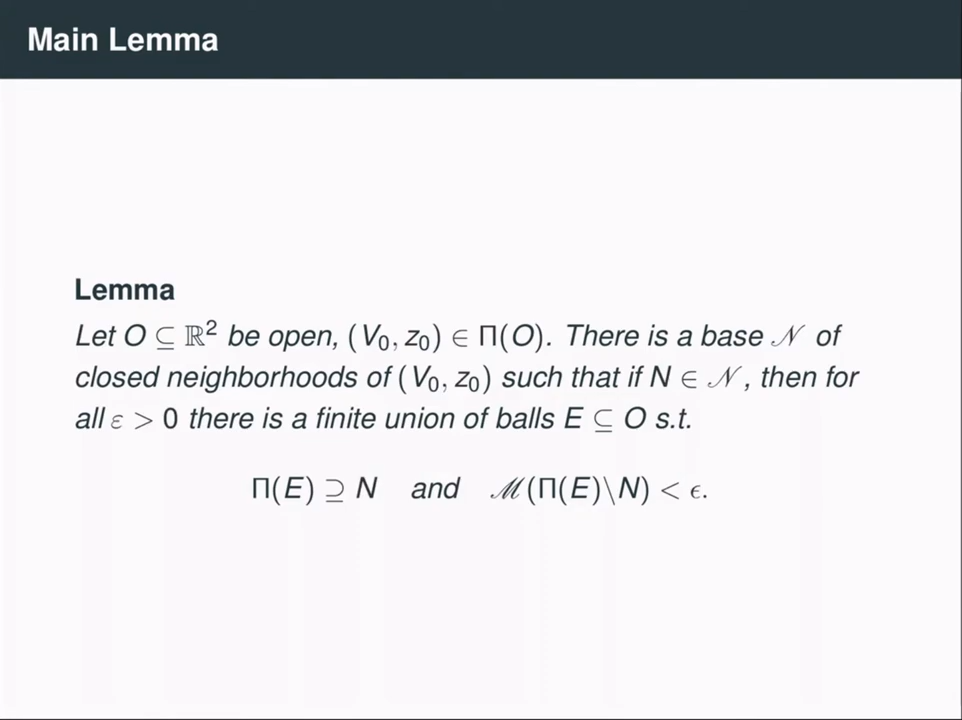 Main Lemma
Lemma
Let O ⊆ ℝ² be open, (V₀, z₀) ∈ Π(O). There is a base 𝒩 of
closed neighborhoods of (V₀, z₀) such that if N ∈ 𝒩, then for
all ε > 0 there is a finite union of balls E ⊆ O s.t.
Π(E) ⊇ N and ℳ(Π(E)\N) < ϵ.